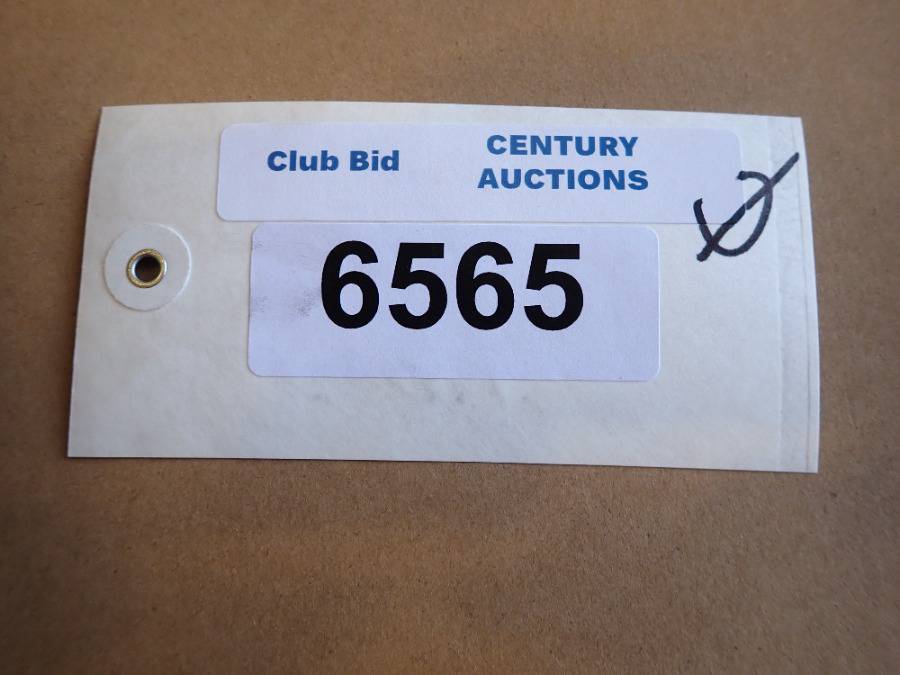 Club Bid
CENTURY
AUCTIONS
6565